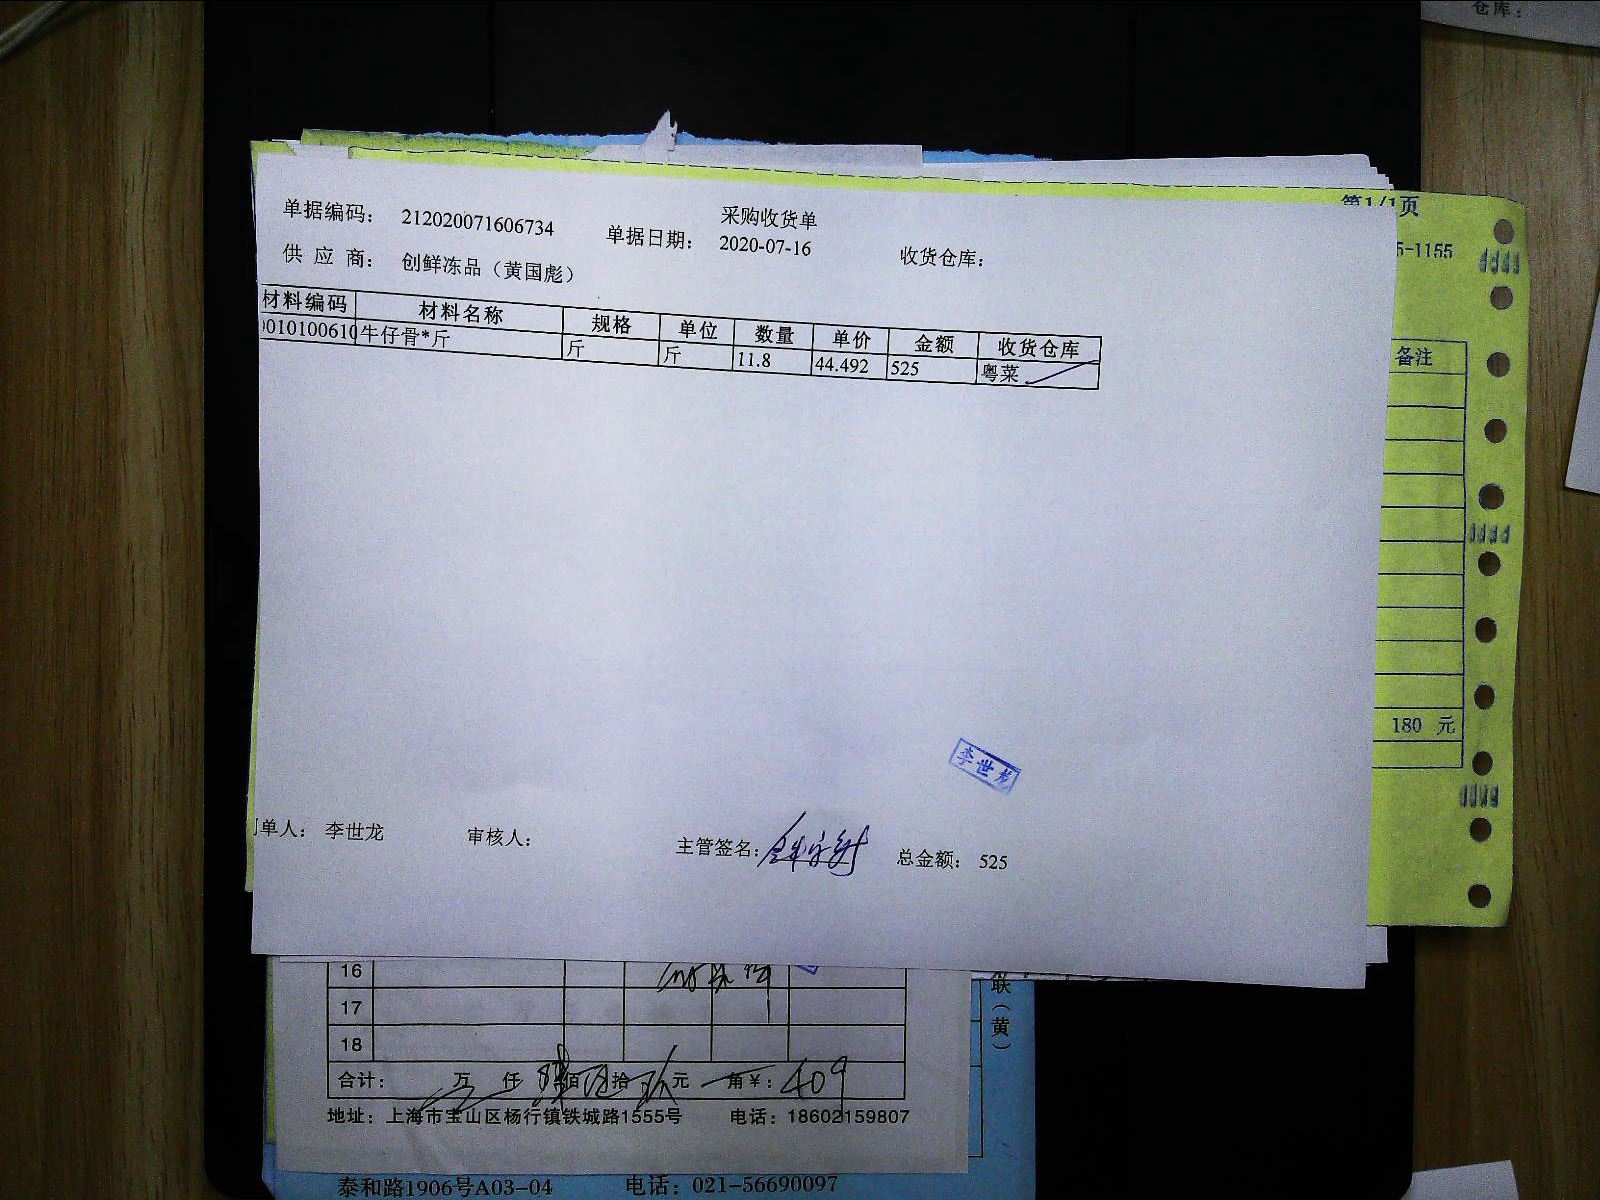 仓库:
第1/1页
采购收货单
单据编码: 212020071606734 单据日期: 2020-07-16 收货仓库:
5-1155
供 应 商: 创鲜冻品（黄国彪）
材料编码 材料名称 规格 单位 数量 单价 金额 收货仓库
010100610 牛仔骨*斤 斤 斤 11.8 44.492 525 粤菜
备注
180 元
李世龙
单人: 李世龙 审核人: 主管签名: 总金额: 525
16
17
18
合计: 万 仟 佰 拾 元 角 ¥: 409
地址: 上海市宝山区杨行镇铁城路1555号 电话: 18602159807
联（黄）
泰和路1906号A03-04 电话: 021-56690097